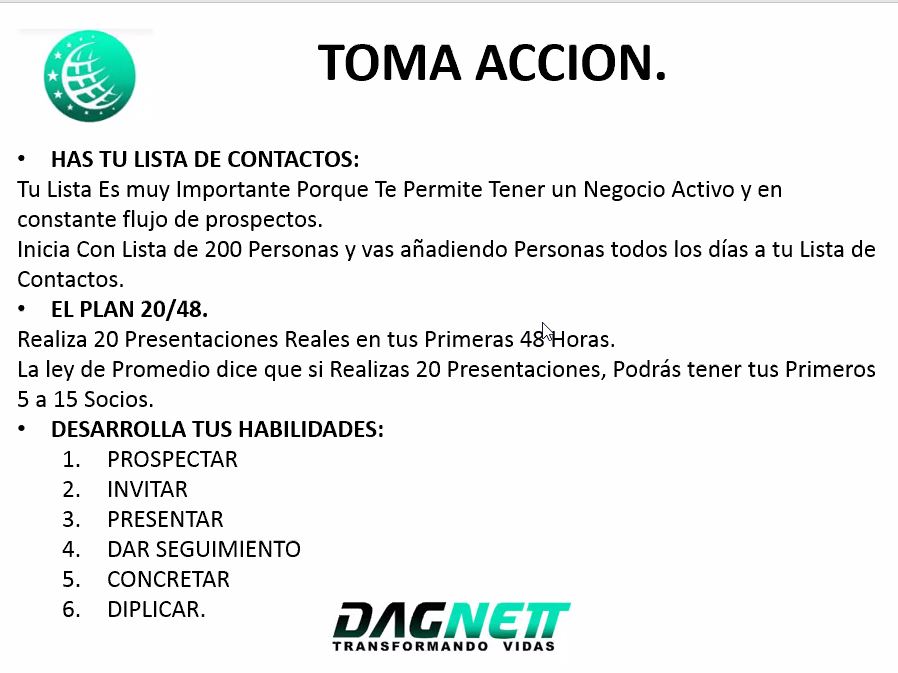 TOMA ACCION.
• HAS TU LISTA DE CONTACTOS:
Tu Lista Es muy Importante Porque Te Permite Tener un Negocio Activo y en
constante flujo de prospectos.
Inicia Con Lista de 200 Personas y vas añadiendo Personas todos los días a tu Lista de
Contactos.
• EL PLAN 20/48.
Realiza 20 Presentaciones Reales en tus Primeras 48 Horas.
La ley de Promedio dice que si Realizas 20 Presentaciones, Podrás tener tus Primeros
5 a 15 Socios.
• DESARROLLA TUS HABILIDADES:
1. PROSPECTAR
2. INVITAR
3. PRESENTAR
4. DAR SEGUIMIENTO
5. CONCRETAR
6. DIPLICAR.
DAGNETT
TRANSFORMANDO VIDAS